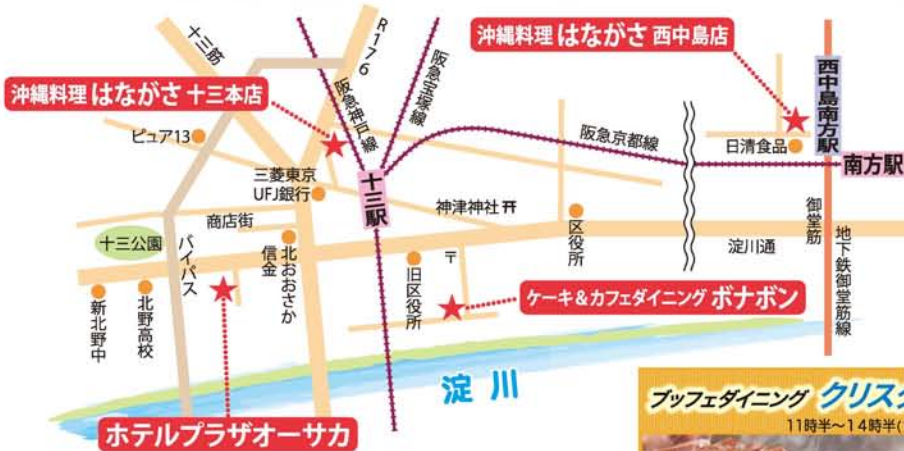 十三筋
R176
阪急神戸線
阪急宝塚線
沖縄料理 はながさ 西中島店
沖縄料理 はながさ 十三本店
ピュア13
阪急京都線
日清食品
西中島南方駅
南方駅
三菱東京
UFJ銀行
十三駅
神津神社
商店街
十三公園
バイパス
北おおさか
信金
旧区役所
〒
区役所
淀川通
御堂筋
地下鉄御堂筋線
新北野中
北野高校
ケーキ&カフェダイニング ボナボン
淀川
ホテルプラザオーサカ
ブッフェダイニング クリスタ
11時半～14時半(